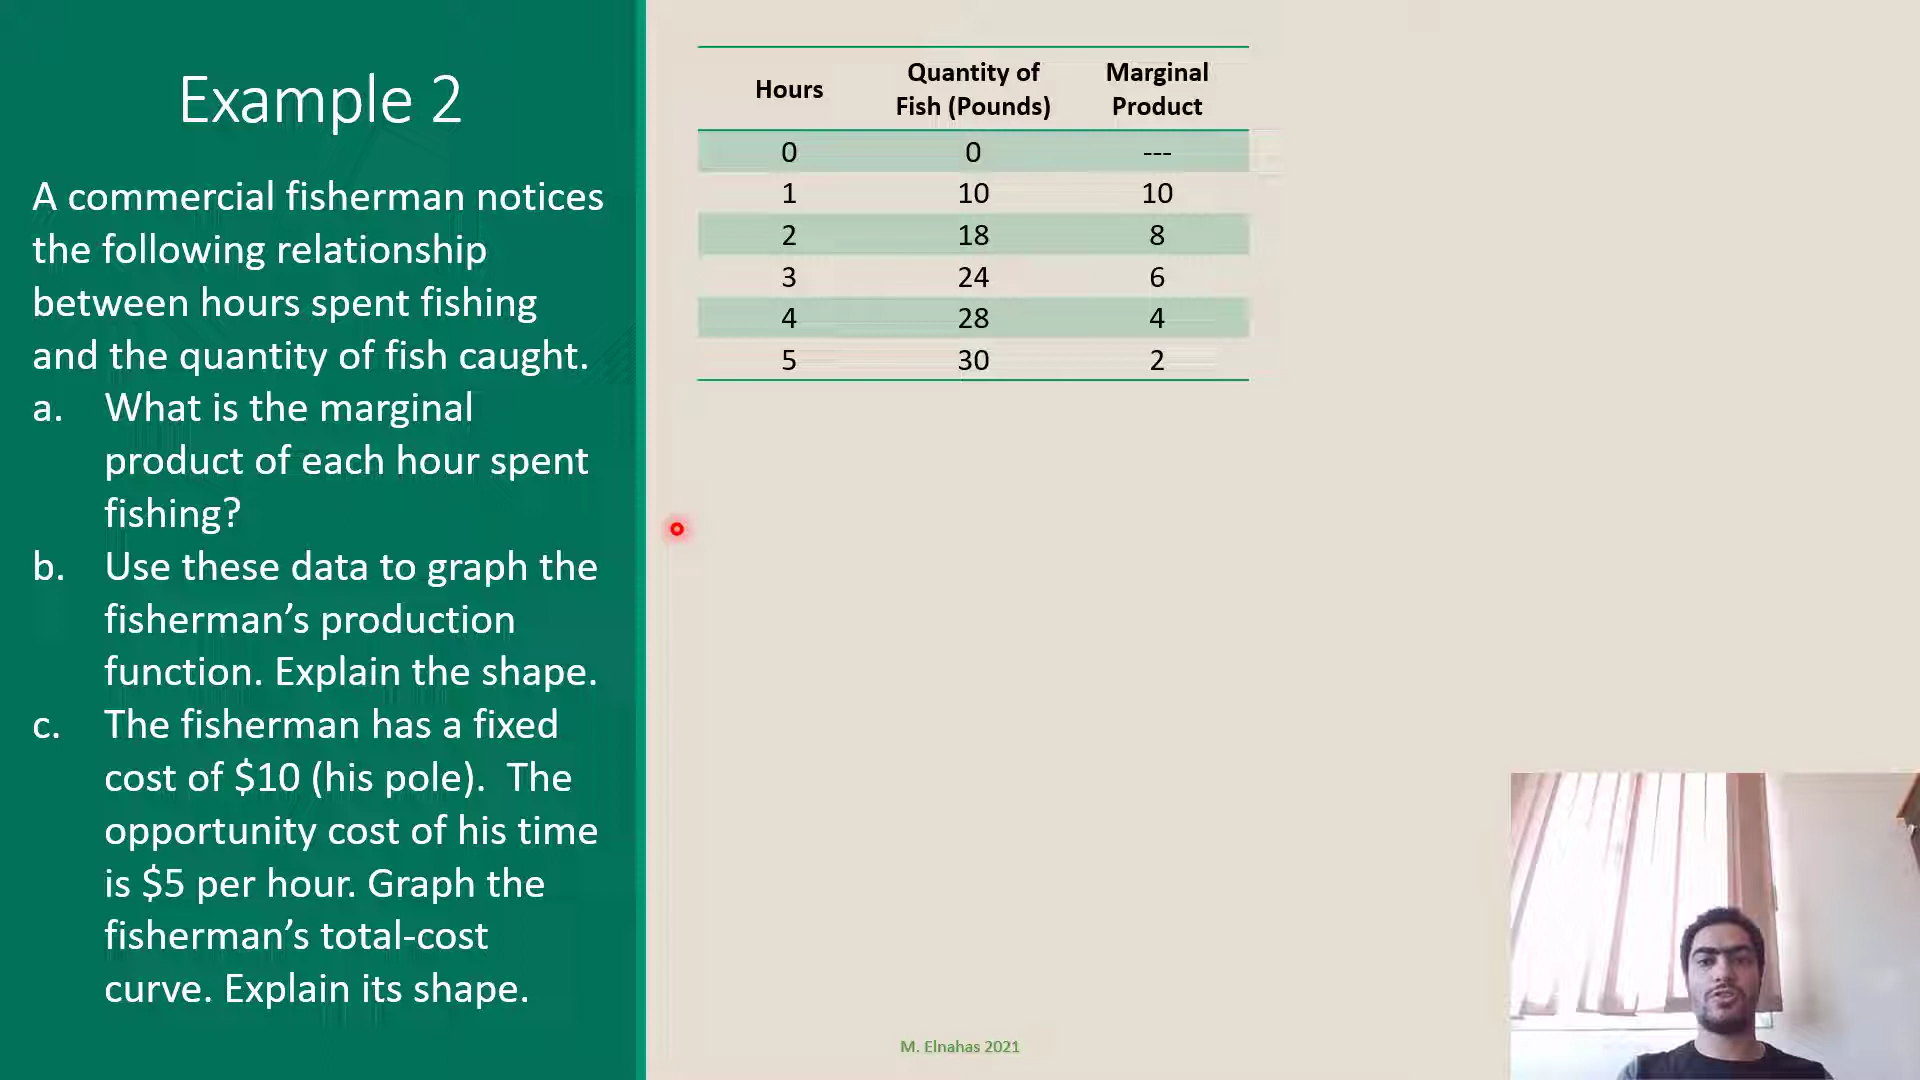 Example 2
A commercial fisherman notices
the following relationship
between hours spent fishing
and the quantity of fish caught.
a. What is the marginal
product of each hour spent
fishing?
b. Use these data to graph the
fisherman’s production
function. Explain the shape.
c. The fisherman has a fixed
cost of $10 (his pole).  The
opportunity cost of his time
is $5 per hour. Graph the
fisherman’s total-cost
curve. Explain its shape.
Hours Quantity of Fish (Pounds) Marginal Product
0 0 ---
1 10 10
2 18 8
3 24 6
4 28 4
5 30 2
M. Elnahas 2021